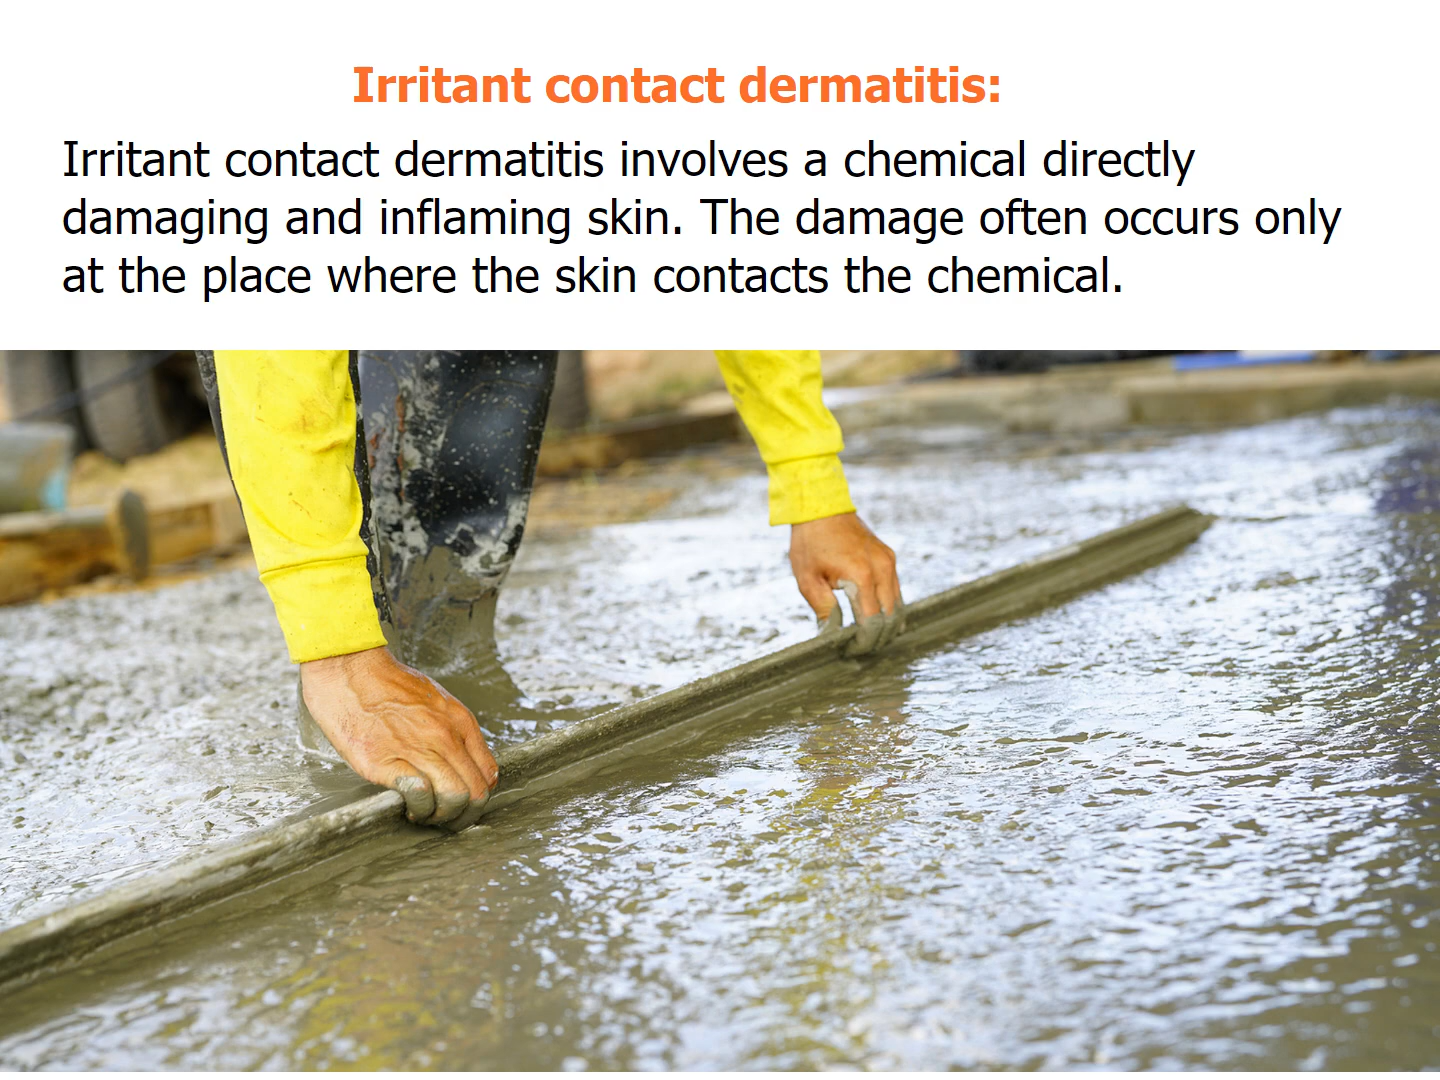 Irritant contact dermatitis:
Irritant contact dermatitis involves a chemical directly
damaging and inflaming skin. The damage often occurs only
at the place where the skin contacts the chemical.